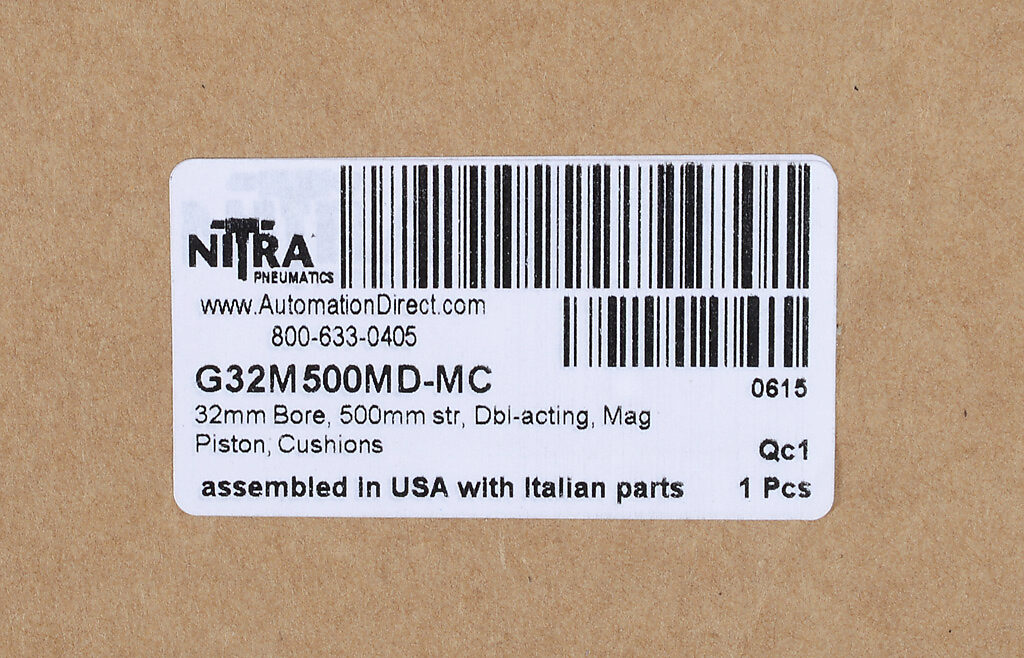 NITRA
PNEUMATICS
www.AutomationDirect.com
800-633-0405
G32M500MD-MC
0615
32mm Bore, 500mm str, Dbl-acting, Mag
Piston, Cushions
Qc1
assembled in USA with Italian parts
1 Pcs